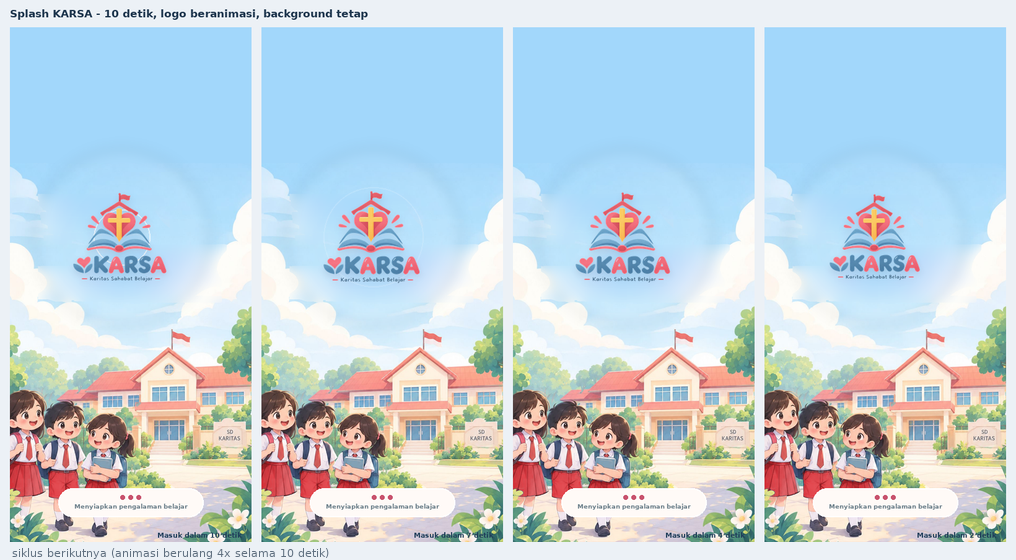 Splash KARSA - 10 detik, logo beranimasi, background tetap
KARSA
Karitas Sahabat Belajar
SD
KARITAS
Menyiapkan pengalaman belajar
Masuk dalam 10 detik
KARSA
Karitas Sahabat Belajar
SD
KARITAS
Menyiapkan pengalaman belajar
Masuk dalam 7 detik
KARSA
Karitas Sahabat Belajar
SD
KARITAS
Menyiapkan pengalaman belajar
Masuk dalam 4 detik
KARSA
Karitas Sahabat Belajar
SD
KARITAS
Menyiapkan pengalaman belajar
Masuk dalam 2 detik
siklus berikutnya (animasi berulang 4x selama 10 detik)